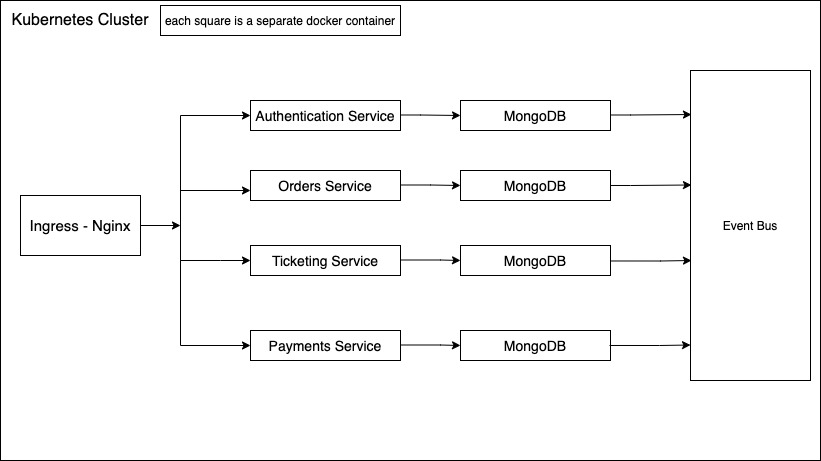 Kubernetes Cluster
each square is a separate docker container
Authentication Service
MongoDB
Orders Service
MongoDB
Ingress - Nginx
Event Bus
Ticketing Service
MongoDB
Payments Service
MongoDB